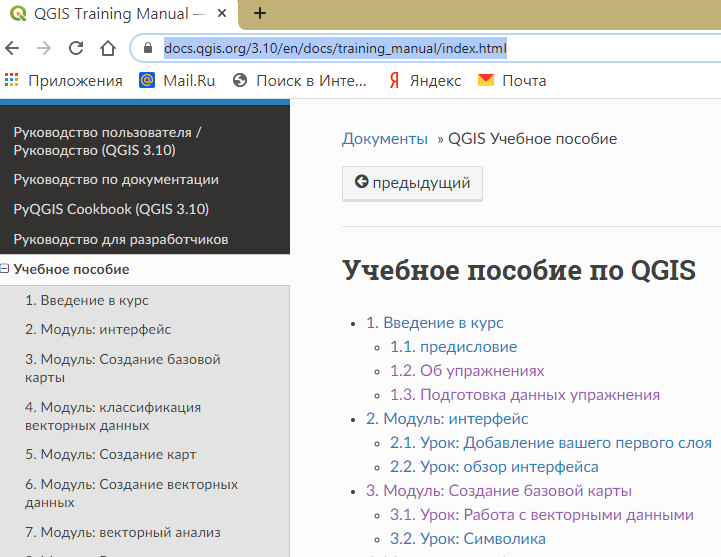 QGIS Training Manual —
docs.qgis.org/3.10/en/docs/training_manual/index.html
Приложения Mail.Ru Поиск в Инте... Яндекс Почта
Руководство пользователя /
Руководство (QGIS 3.10)
Руководство по документации
PyQGIS Cookbook (QGIS 3.10)
Руководство для разработчиков
Учебное пособие
1. Введение в курс
2. Модуль: интерфейс
3. Модуль: Создание базовой
карты
4. Модуль: классификация
векторных данных
5. Модуль: Создание карт
6. Модуль: Создание векторных
данных
7. Модуль: векторный анализ
Документы » QGIS Учебное пособие
предыдущий
Учебное пособие по QGIS
1. Введение в курс
1.1. предисловие
1.2. Об упражнениях
1.3. Подготовка данных упражнения
2. Модуль: интерфейс
2.1. Урок: Добавление вашего первого слоя
2.2. Урок: обзор интерфейса
3. Модуль: Создание базовой карты
3.1. Урок: Работа с векторными данными
3.2. Урок: Символика